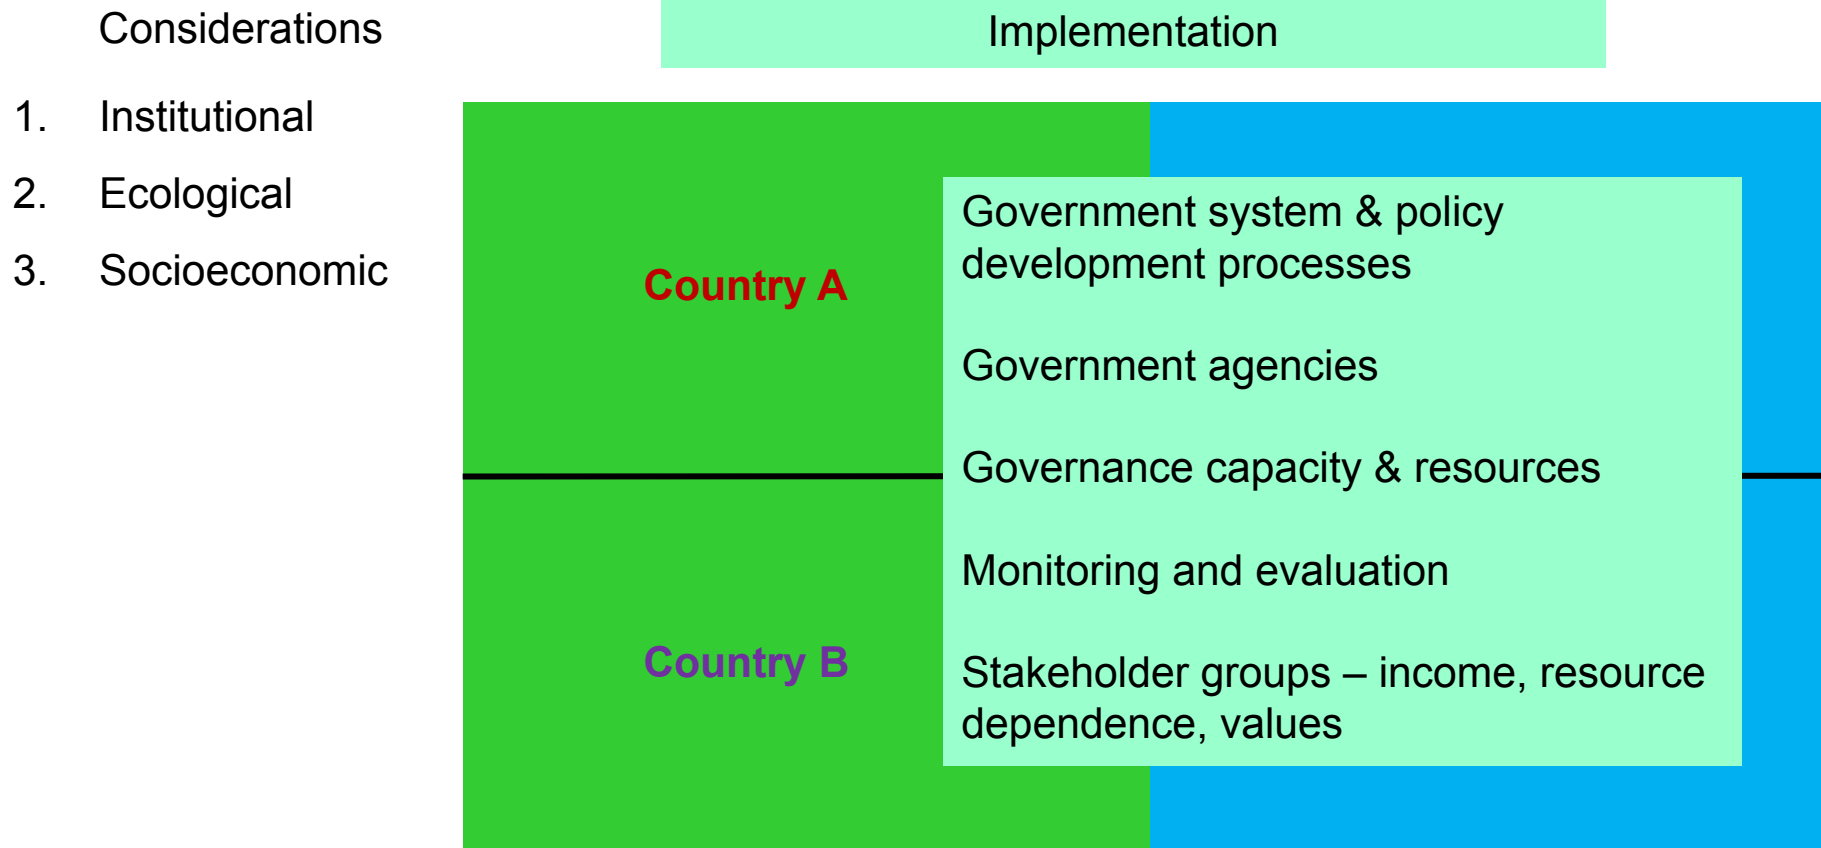 Considerations
Implementation
1. Institutional
2. Ecological
3. Socioeconomic
Country A
Country B
Government system & policy
development processes
Government agencies
Governance capacity & resources
Monitoring and evaluation
Stakeholder groups – income, resource
dependence, values